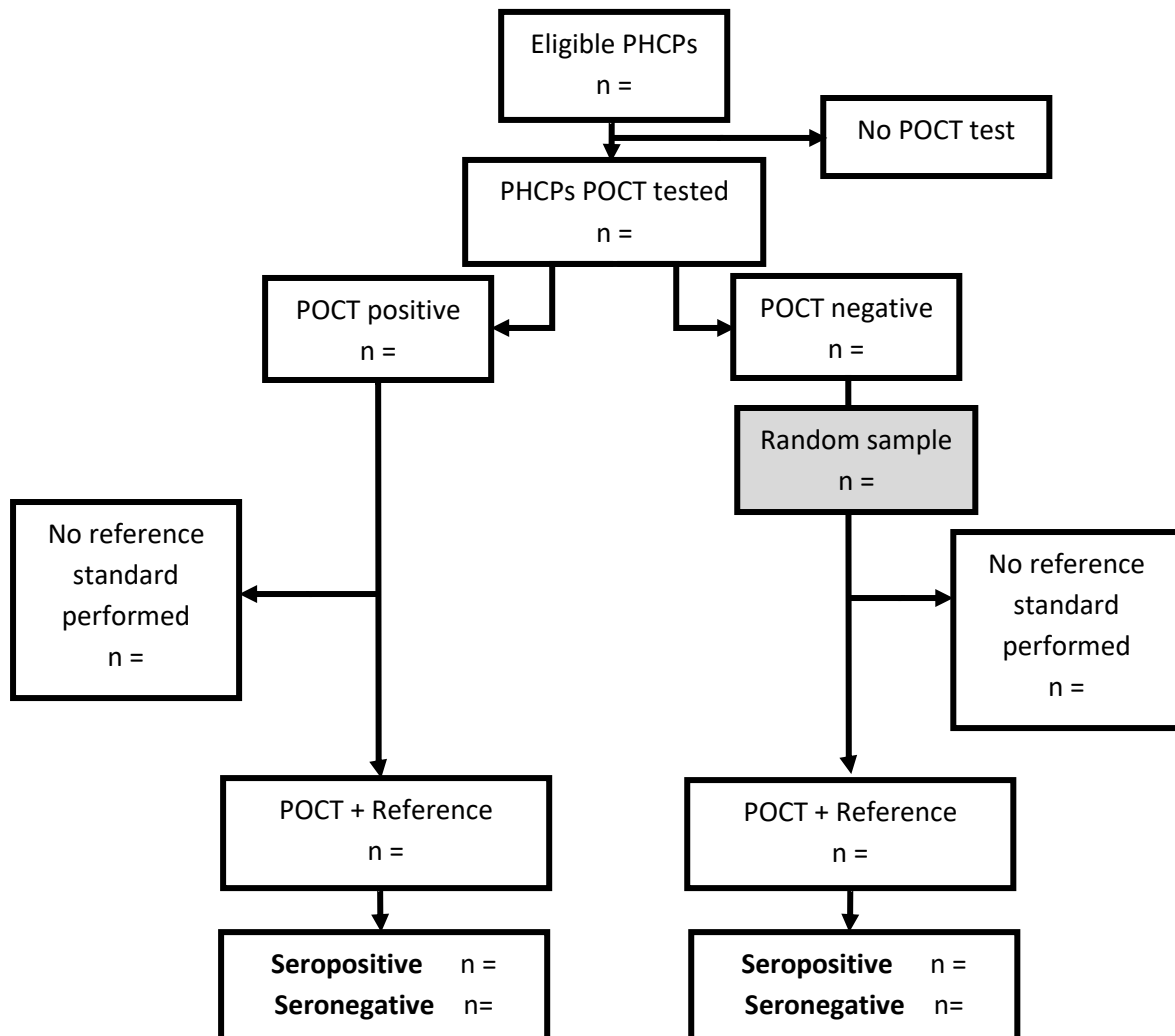 Eligible PHCPs
n =
No POCT test
PHCPs POCT tested
n =
POCT positive
n =
POCT negative
n =
Random sample
n =
No reference
standard
performed
n =
No reference
standard
performed
n =
POCT + Reference
n =
POCT + Reference
n =
Seropositive n =
Seronegative n=
Seropositive n =
Seronegative n=